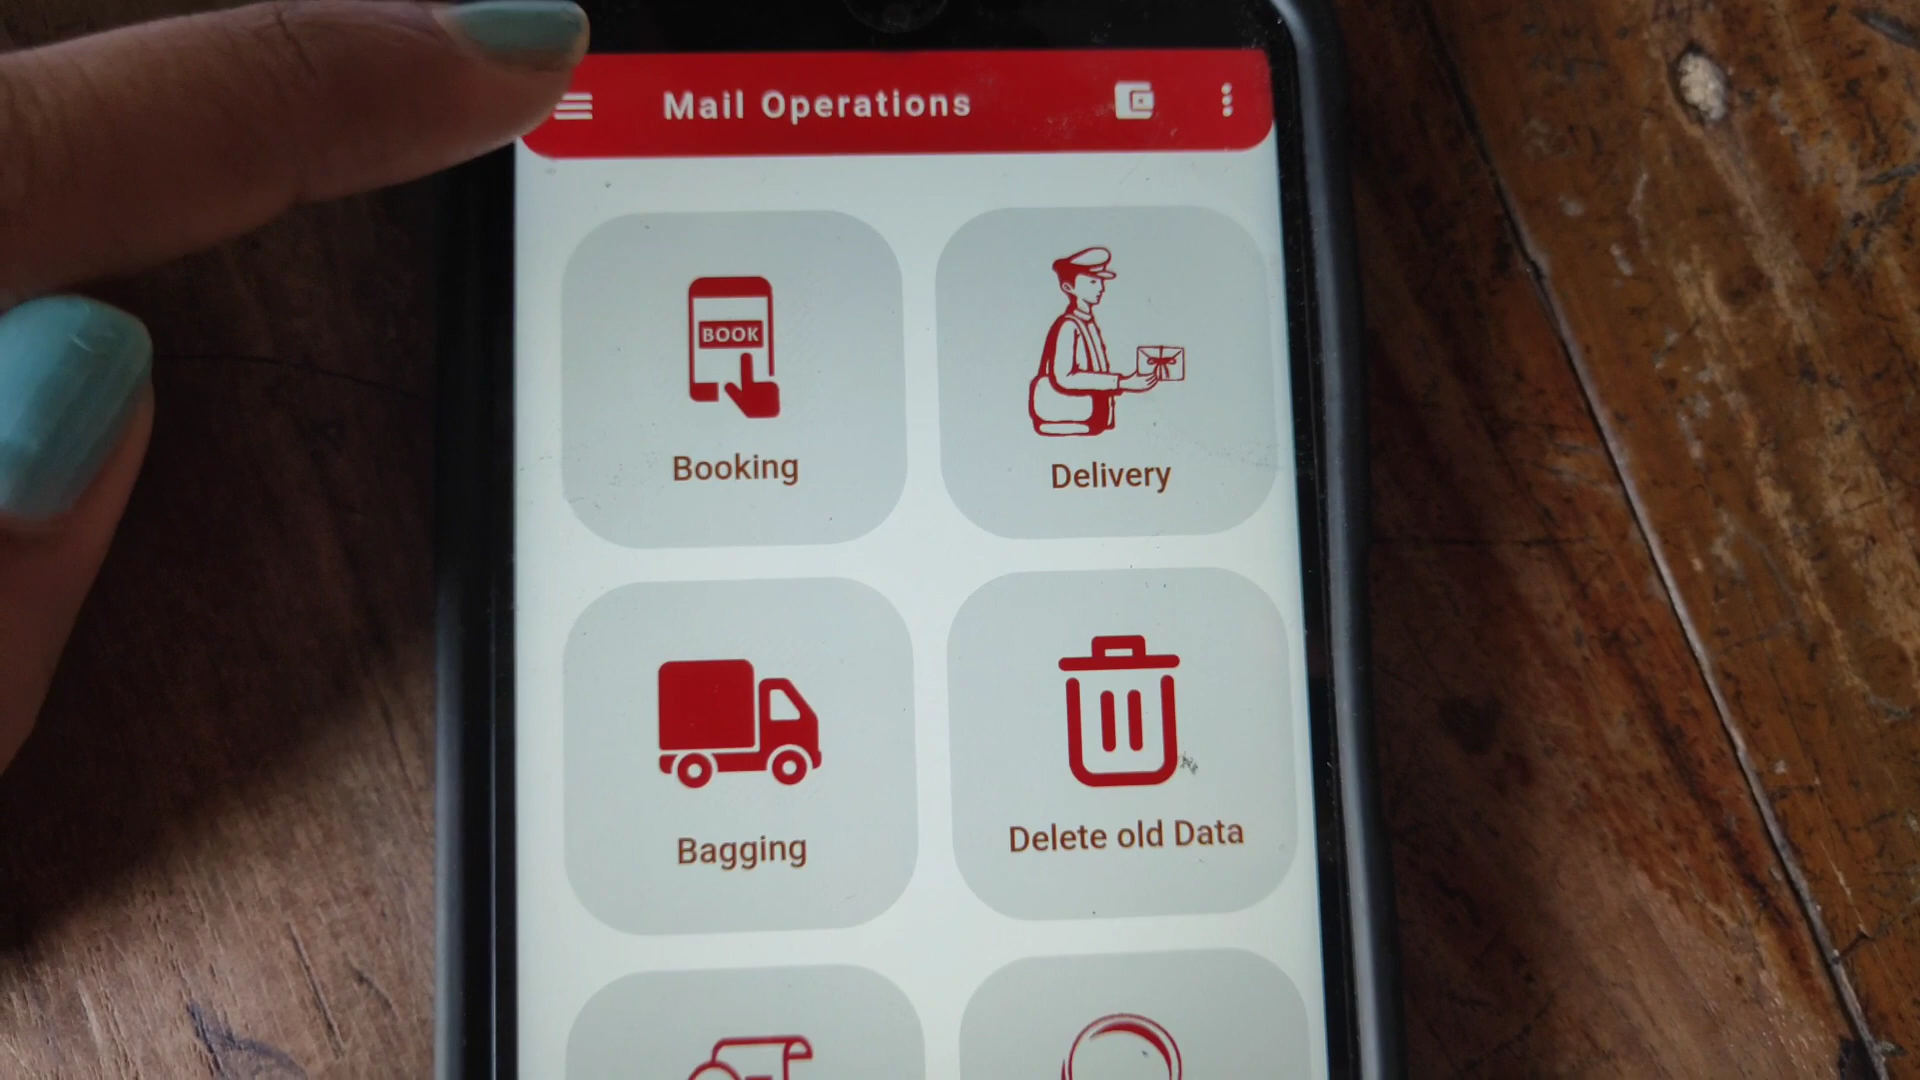 Mail Operations
BOOK
Booking
Delivery
Bagging
Delete old Data